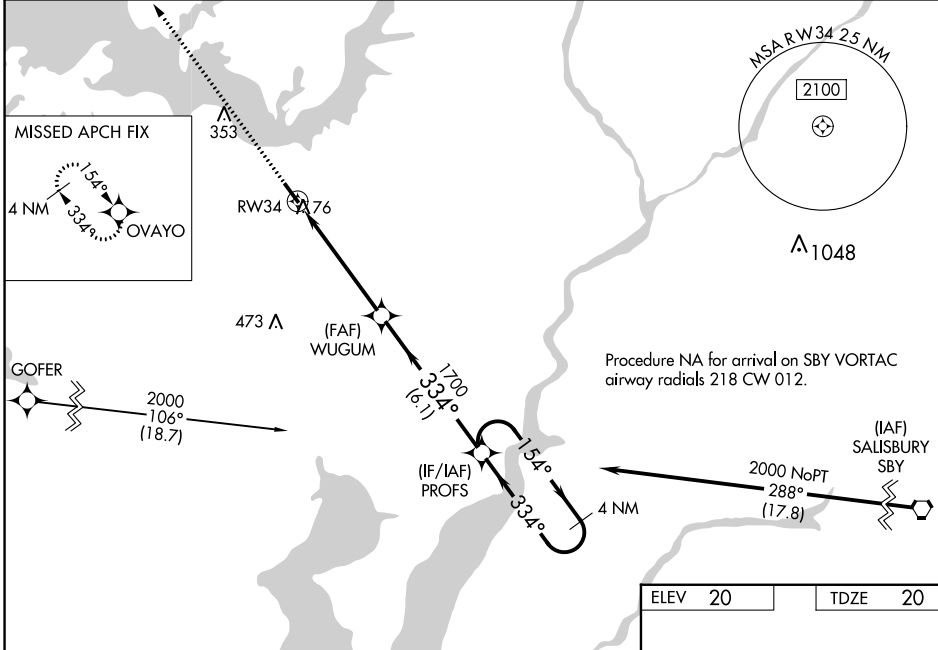 MSA RW34 25 NM
2100
353
MISSED APCH FIX
154°
4 NM
334°
OVAYO
RW34
76
1048
473
(FAF)
WUGUM
Procedure NA for arrival on SBY VORTAC
airway radials 218 CW 012.
GOFER
2000
106°
(18.7)
1700
334°
(6.1)
(IF/IAF)
PROFS
154°
334°
4 NM
(IAF)
SALISBURY
SBY
2000 NoPT
288°
(17.8)
ELEV 20
TDZE 20